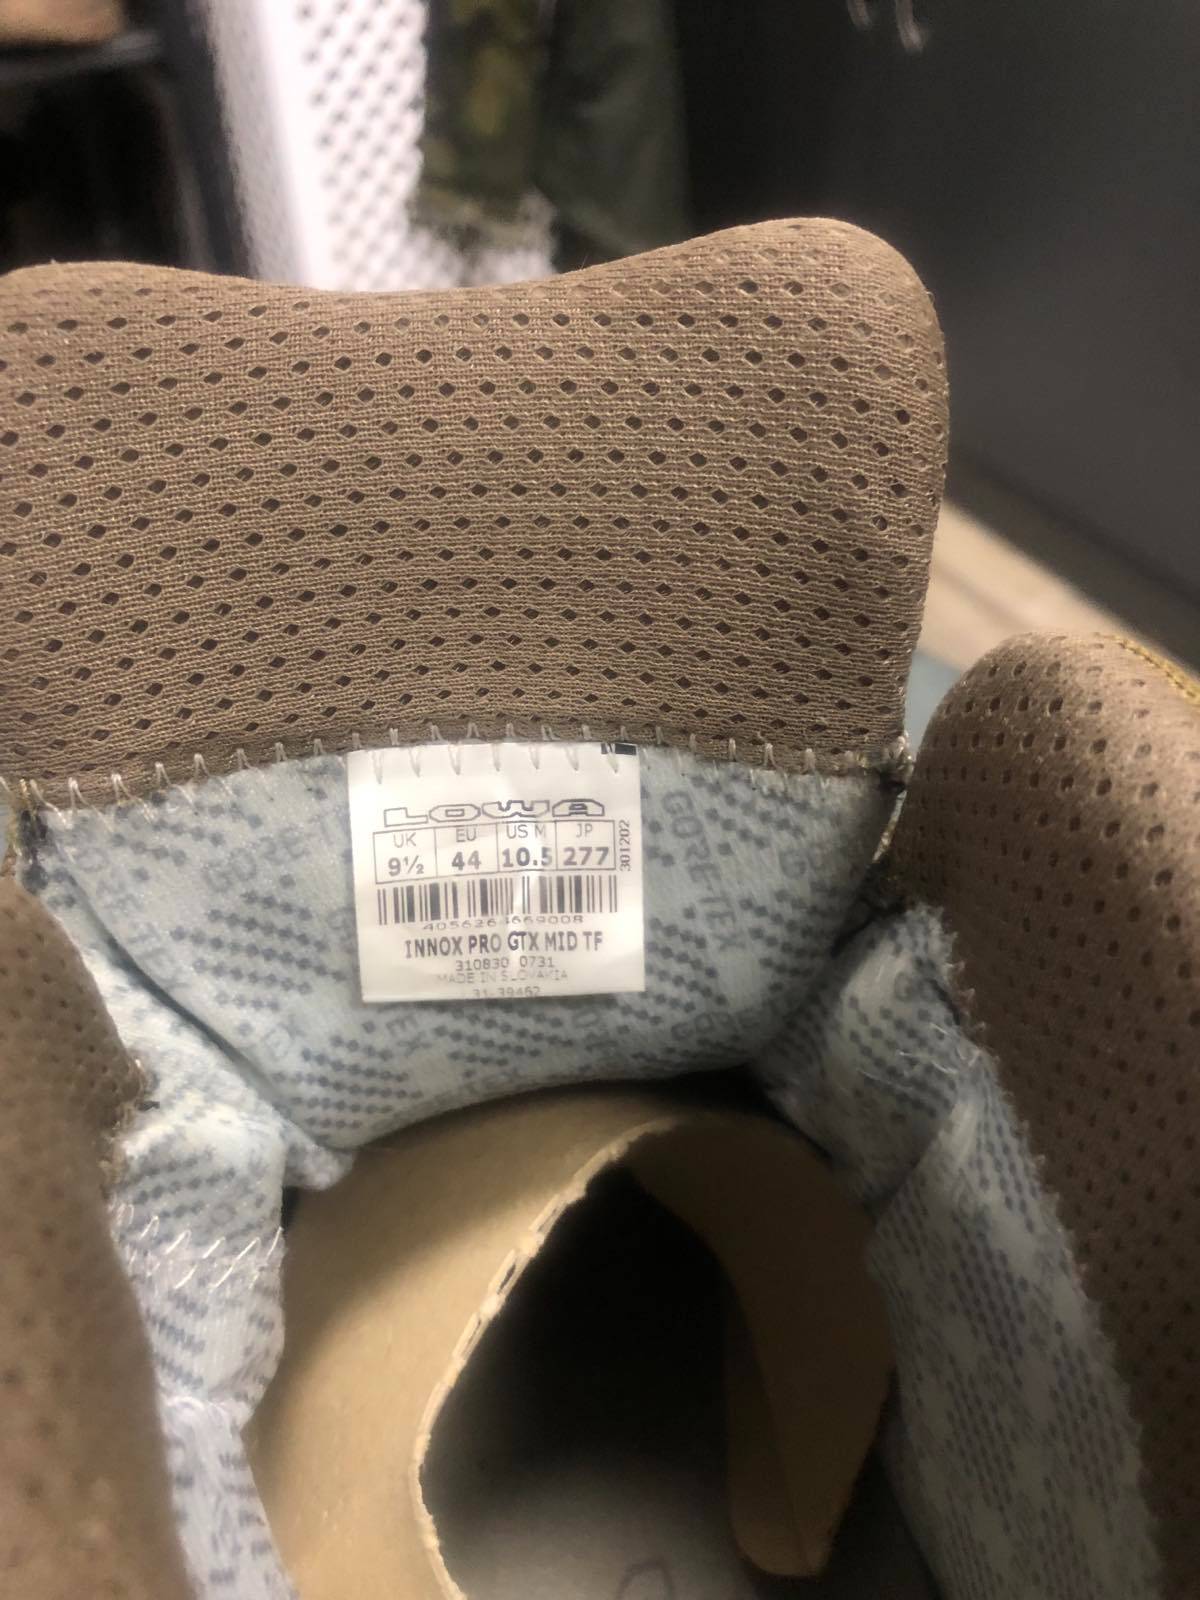 LOWA
UK EU US M JP
9½ 44 10.5 277
301202
4056264669008
INNOX PRO GTX MID TF
310830 0731
MADE IN SLOVAKIA
31-39462
GORE-TEX